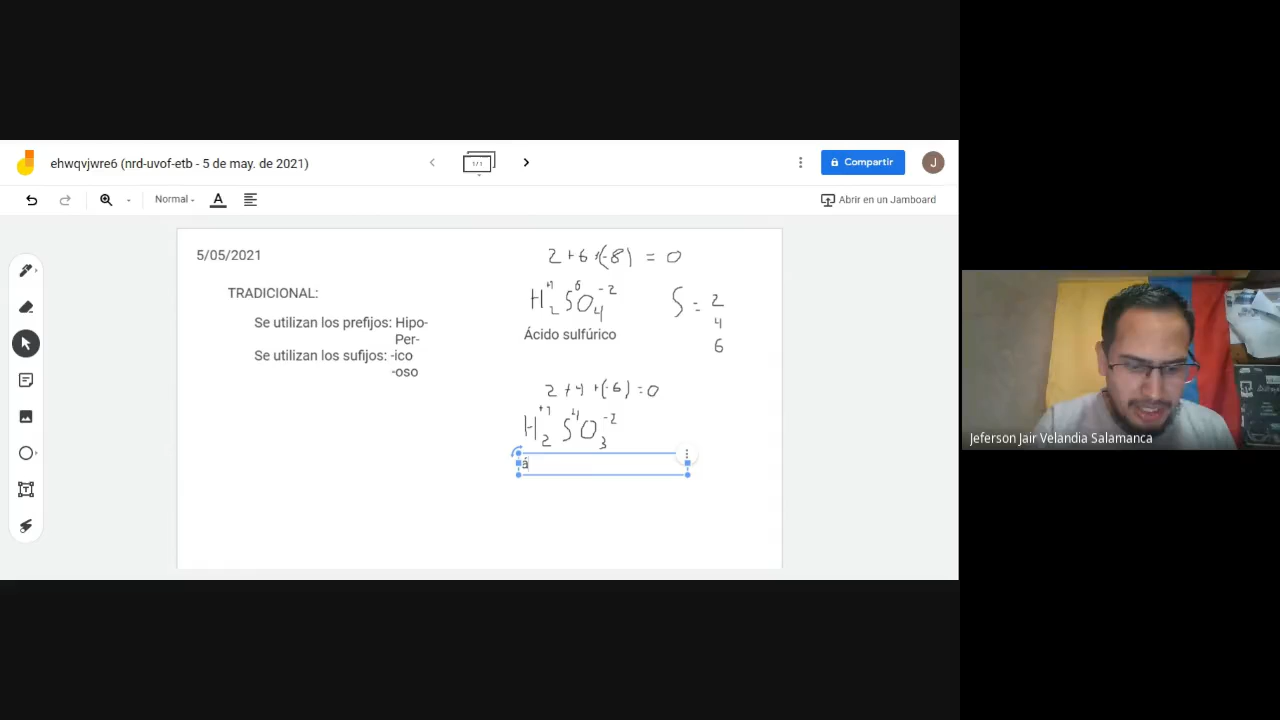 ehwqvjwre6 (nrd-uvof-etb - 5 de may. de 2021)
1/1
Compartir
J
Normal
A
Abrir en un Jamboard
5/05/2021
TRADICIONAL:
Se utilizan los prefijos: Hipo-
Per-
Se utilizan los sufijos: -ico
-oso
2 + 6 + (-8) = 0
H₂⁺¹ S⁶ O₄⁻²
S = 2
4
6
Ácido sulfúrico
2 + 4 + (-6) = 0
H₂⁺¹ S⁴ O₃⁻²
á
Jeferson Jair Velandia Salamanca